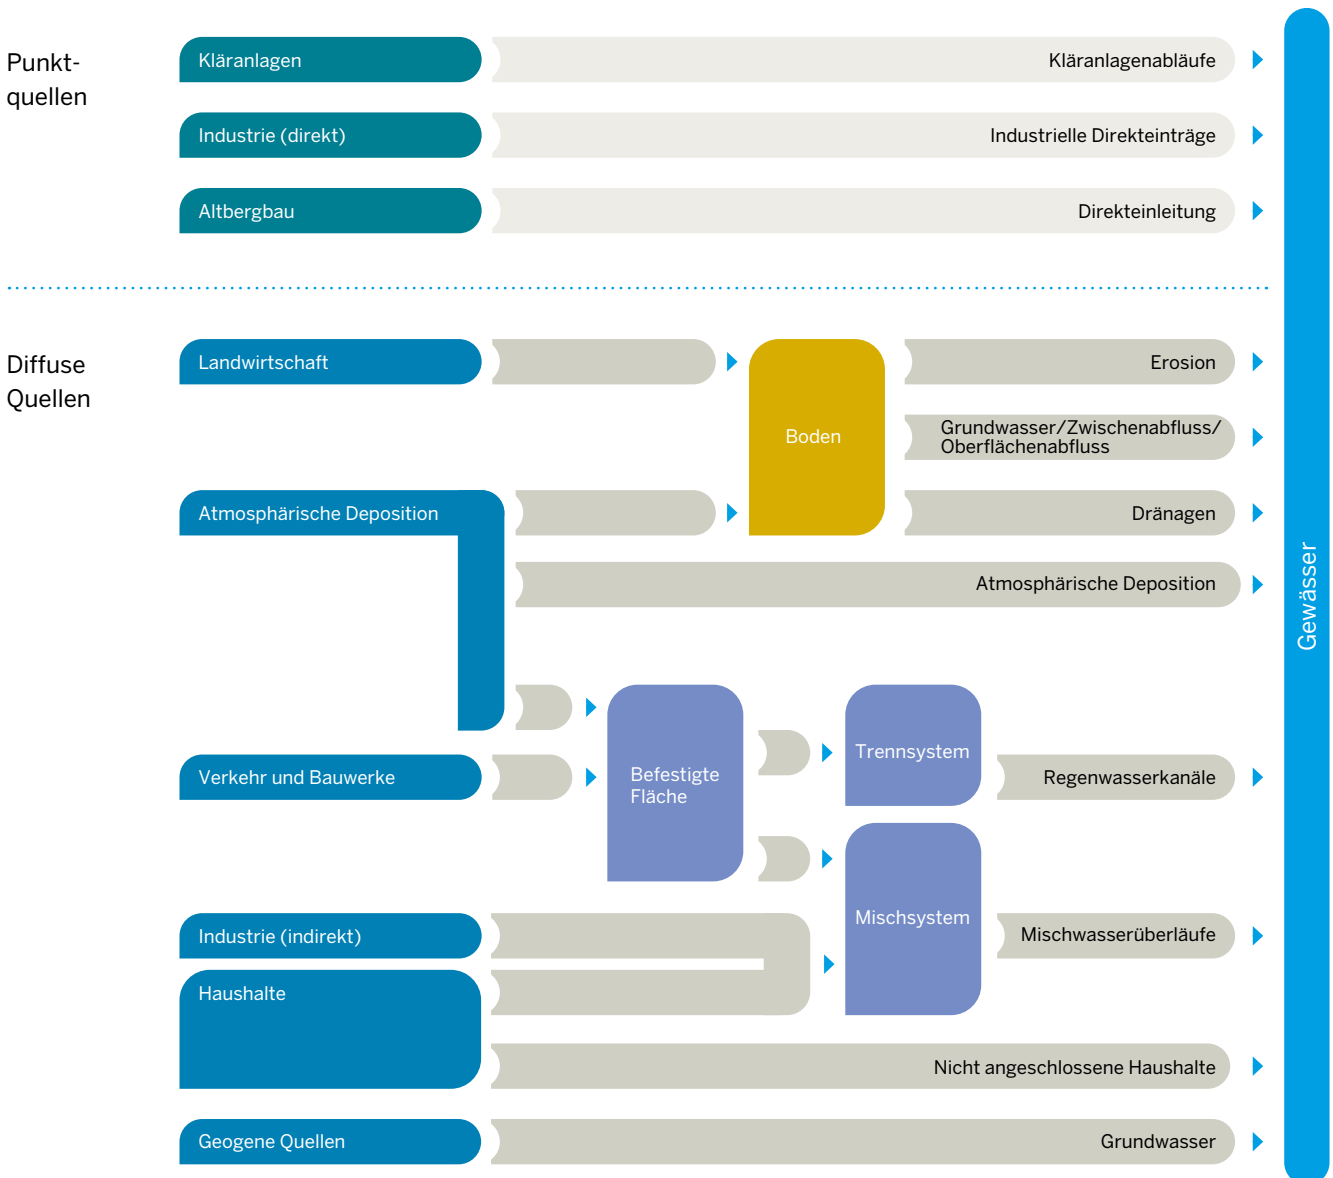 Punkt-
quellen
Kläranlagen
Kläranlagenabläufe
Industrie (direkt)
Industrielle Direkteinträge
Altbergbau
Direkteinleitung
Diffuse
Quellen
Landwirtschaft
Boden
Erosion
Grundwasser/Zwischenabfluss/
Oberflächenabfluss
Atmosphärische Deposition
Dränagen
Atmosphärische Deposition
Verkehr und Bauwerke
Befestigte
Fläche
Trennsystem
Regenwasserkanäle
Industrie (indirekt)
Mischsystem
Mischwasserüberläufe
Haushalte
Nicht angeschlossene Haushalte
Geogene Quellen
Grundwasser
Gewässer